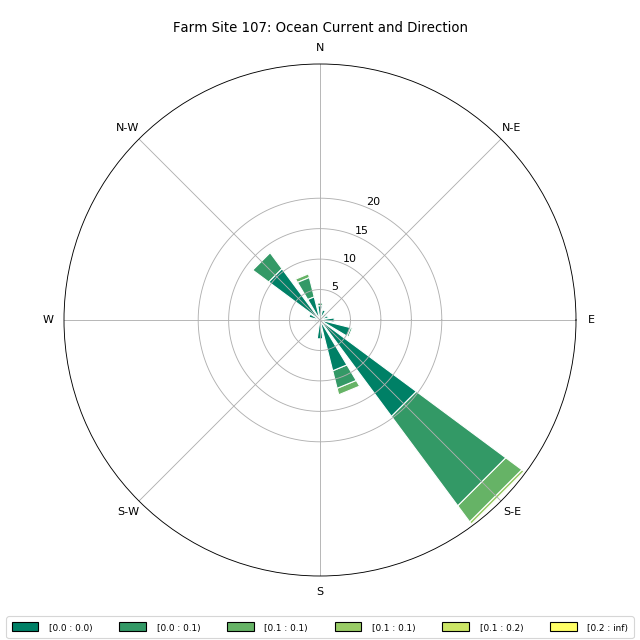 Farm Site 107: Ocean Current and Direction
N
N-W
N-E
20
15
10
5
W
E
S-W
S-E
S
[0.0 : 0.0)
[0.0 : 0.1)
[0.1 : 0.1)
[0.1 : 0.1)
[0.1 : 0.2)
[0.2 : inf)